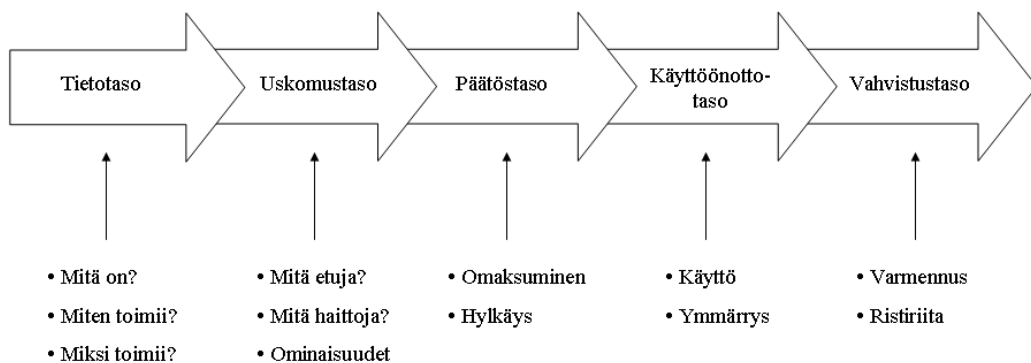 Tietotaso
Uskomustaso
Päätöstaso
Käyttöönotto-
taso
Vahvistustaso
• Mitä on?
• Miten toimii?
• Miksi toimii?
• Mitä etuja?
• Mitä haittoja?
• Ominaisuudet
• Omaksuminen
• Hylkäys
• Käyttö
• Ymmärrys
• Varmennus
• Ristiriita